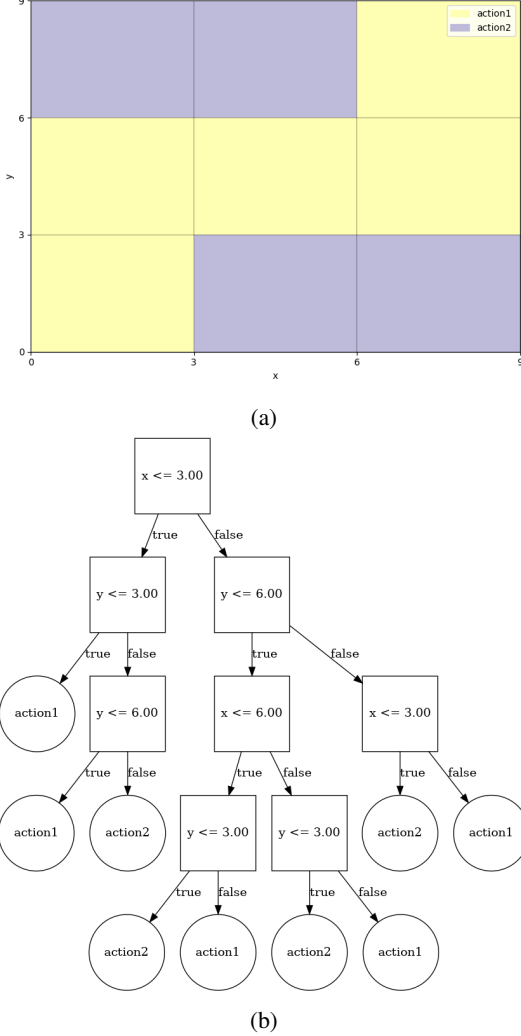 9
action1
action2
6
y
3
0
0 3 6 9
x
(a)
x <= 3.00
true false
y <= 3.00 y <= 6.00
true false true false
action1 y <= 6.00 x <= 6.00 x <= 3.00
true false true false true false
action1 action2 y <= 3.00 y <= 3.00 action2 action1
true false true false
action2 action1 action2 action1
(b)